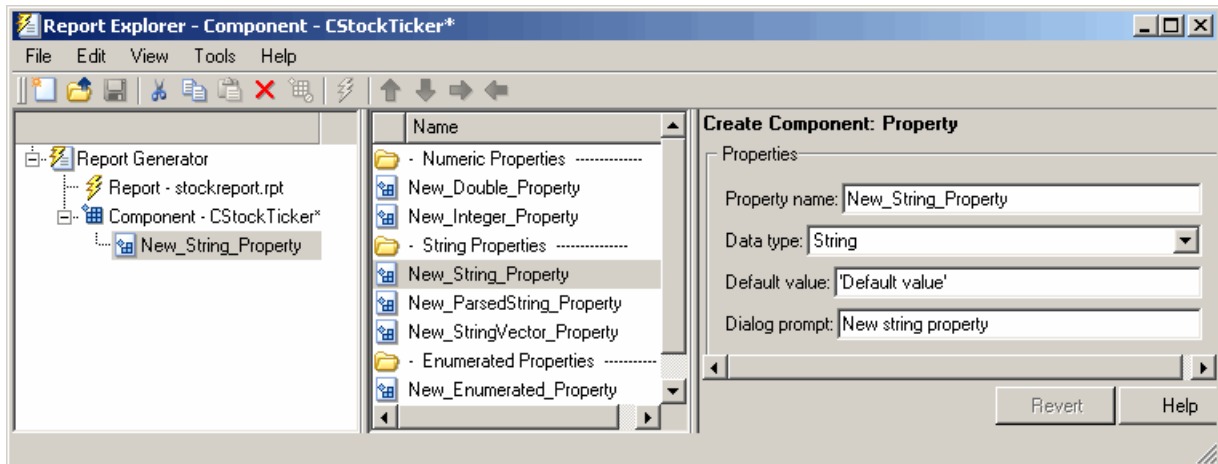 Report Explorer - Component - CStockTicker*
File Edit View Tools Help
Report Generator
Report - stockreport.rpt
Component - CStockTicker*
New_String_Property
Name
- Numeric Properties -------------
New_Double_Property
New_Integer_Property
- String Properties --------------
New_String_Property
New_ParsedString_Property
New_StringVector_Property
- Enumerated Properties ----------
New_Enumerated_Property
Create Component: Property
Properties
Property name: New_String_Property
Data type: String
Default value: 'Default value'
Dialog prompt: New string property
Revert Help